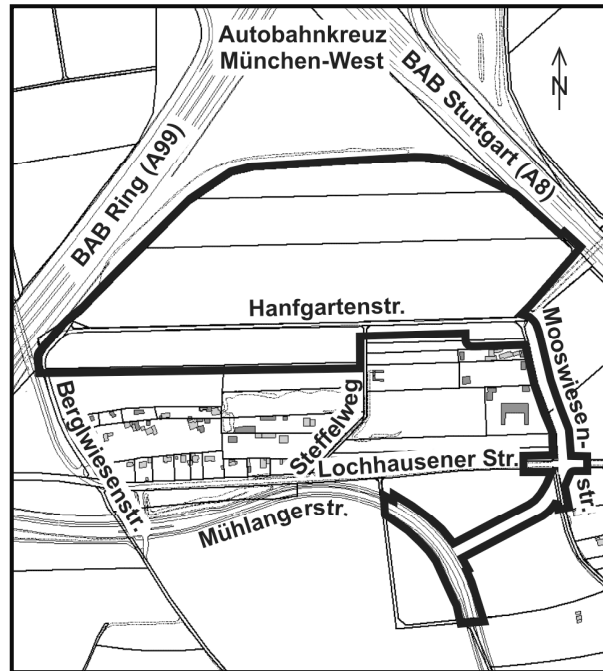 Autobahnkreuz
München-West
N
BAB Stuttgart (A8)
BAB Ring (A99)
Hanfgartenstr.
Mooswiesen-
str.
Berglwiesenstr.
Steffelweg
Lochhausener Str.
Mühlangerstr.